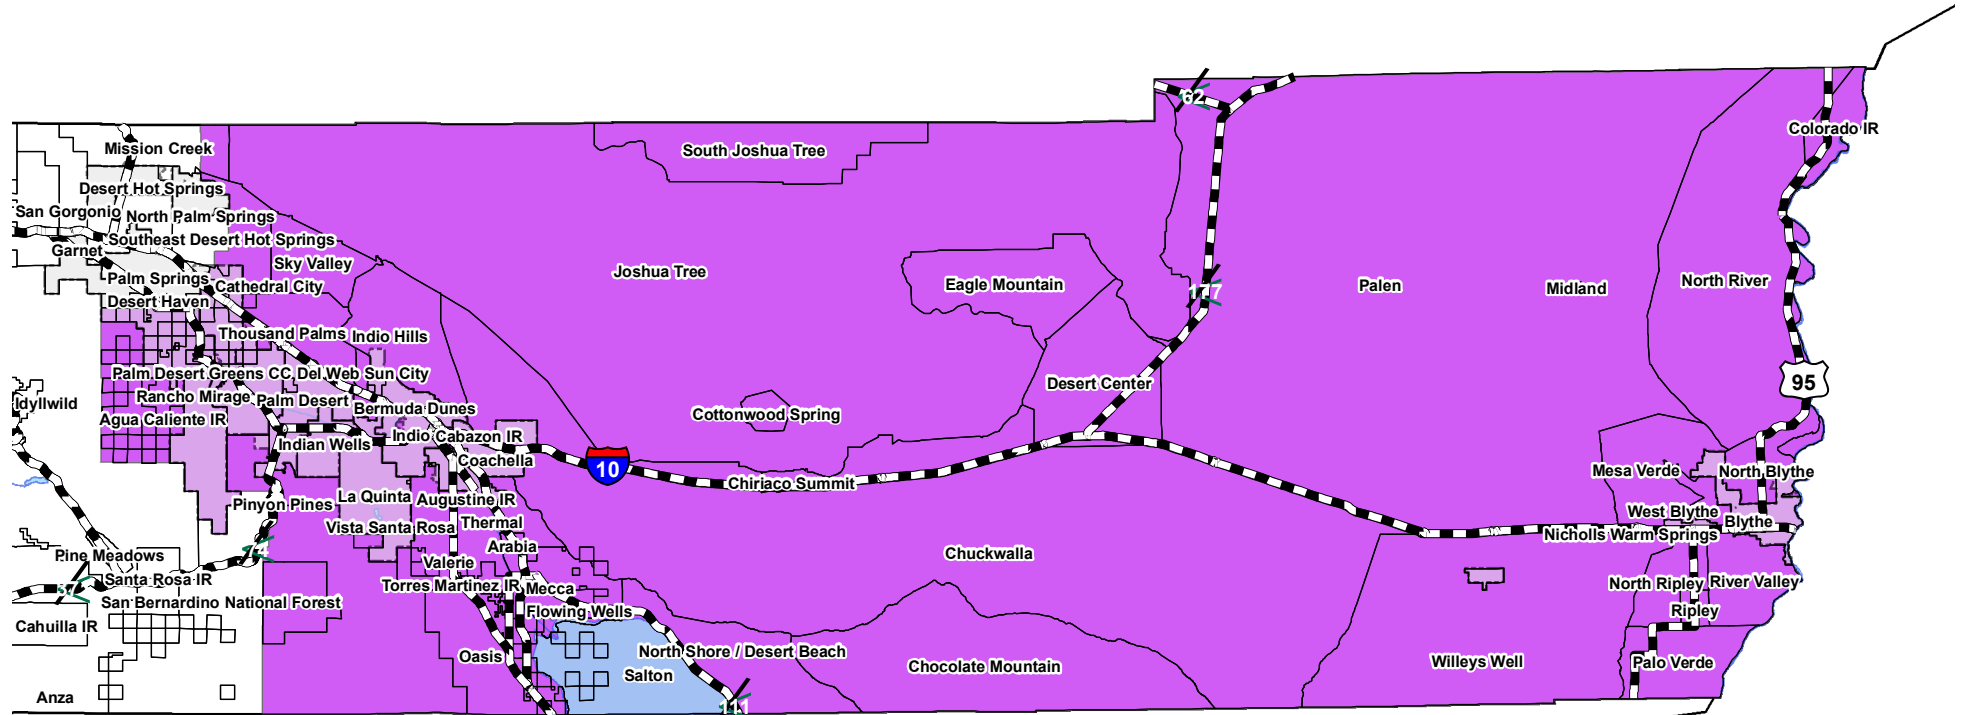 62
Colorado IR
Mission Creek
South Joshua Tree
Desert Hot Springs
San Gorgonio
North Palm Springs
Southeast Desert Hot Springs
Garnet
Sky Valley
Joshua Tree
Palm Springs
Cathedral City
Eagle Mountain
177
Palen
Midland
North River
Desert Haven
Thousand Palms
Indio Hills
Palm Desert Greens CC
Del Web Sun City
Desert Center
95
Idyllwild
Rancho Mirage
Palm Desert
Bermuda Dunes
Cottonwood Spring
Agua Caliente IR
Indian Wells
Indio
Cabazon IR
Coachella
10
Mesa Verde
North Blythe
Chiriaco Summit
Pinyon Pines
La Quinta
Augustine IR
West Blythe
Blythe
Vista Santa Rosa
Thermal
Nicholls Warm Springs
Arabia
Chuckwalla
Pine Meadows
Valerie
Santa Rosa IR
Torres Martinez IR
Mecca
North Ripley
River Valley
San Bernardino National Forest
Flowing Wells
Ripley
Cahuilla IR
Oasis
North Shore / Desert Beach
Salton
Chocolate Mountain
Willeys Well
Palo Verde
Anza
111